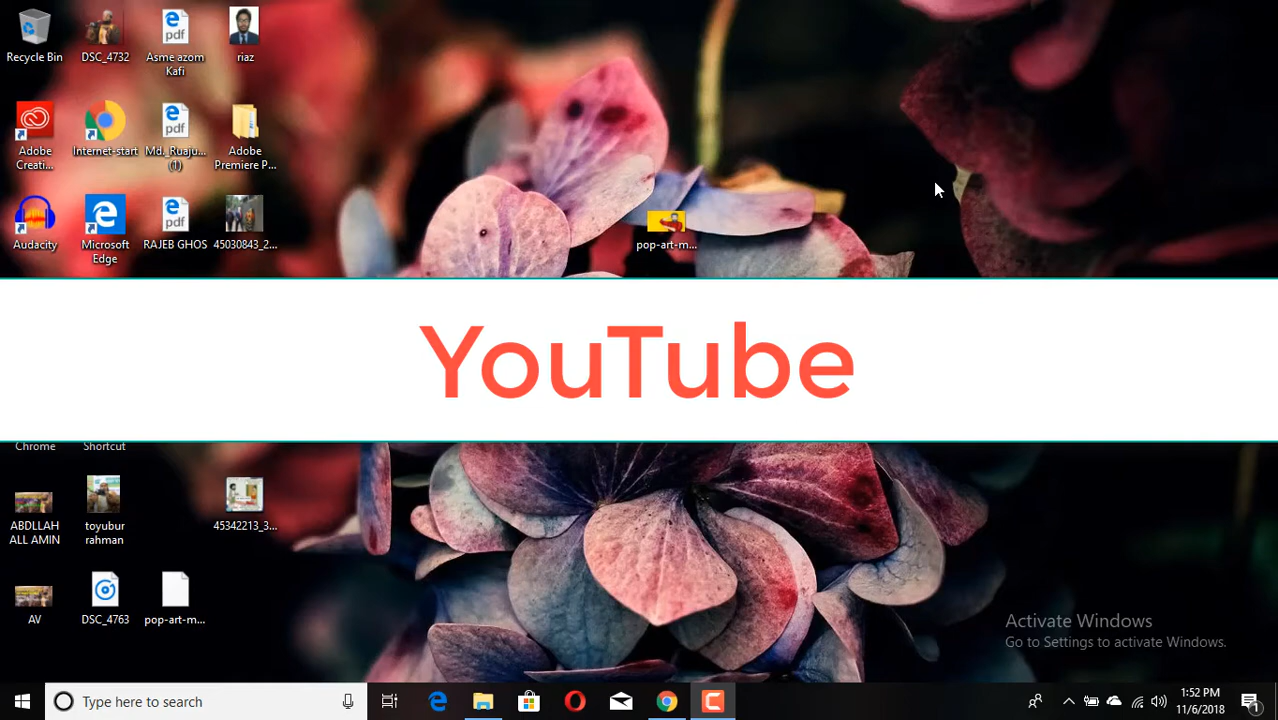 Recycle Bin
DSC_4732
Asme azom
Kafi
riaz
Adobe
Creati...
Internet-start
Md._Ruaju...
(1)
Adobe
Premiere P...
Audacity
Microsoft
Edge
RAJEB GHOS
45030843_2...
pop-art-m...
YouTube
Chrome
Shortcut
ABDLLAH
ALL AMIN
toyubur
rahman
45342213_3...
AV
DSC_4763
pop-art-m...
Activate Windows
Go to Settings to activate Windows.
Type here to search
1:52 PM
11/6/2018